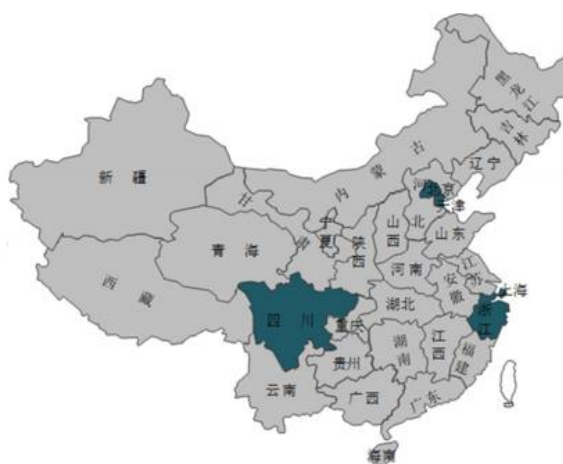 黑龙江
吉林
辽宁
内蒙古
新疆
甘肃
北京
河北
天津
宁夏
山西
山东
青海
陕西
河南
江苏
西藏
安徽
上海
四川
重庆
湖北
浙江
湖南
江西
贵州
福建
云南
广西
广东
海南